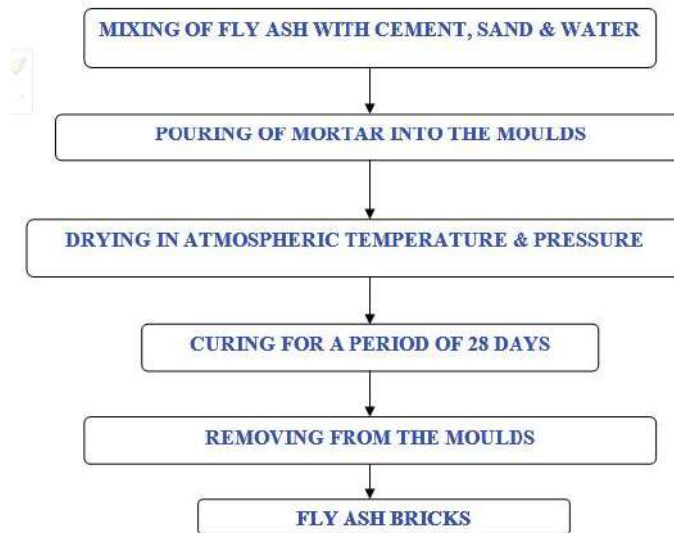 MIXING OF FLY ASH WITH CEMENT, SAND & WATER
POURING OF MORTAR INTO THE MOULDS
DRYING IN ATMOSPHERIC TEMPERATURE & PRESSURE
CURING FOR A PERIOD OF 28 DAYS
REMOVING FROM THE MOULDS
FLY ASH BRICKS